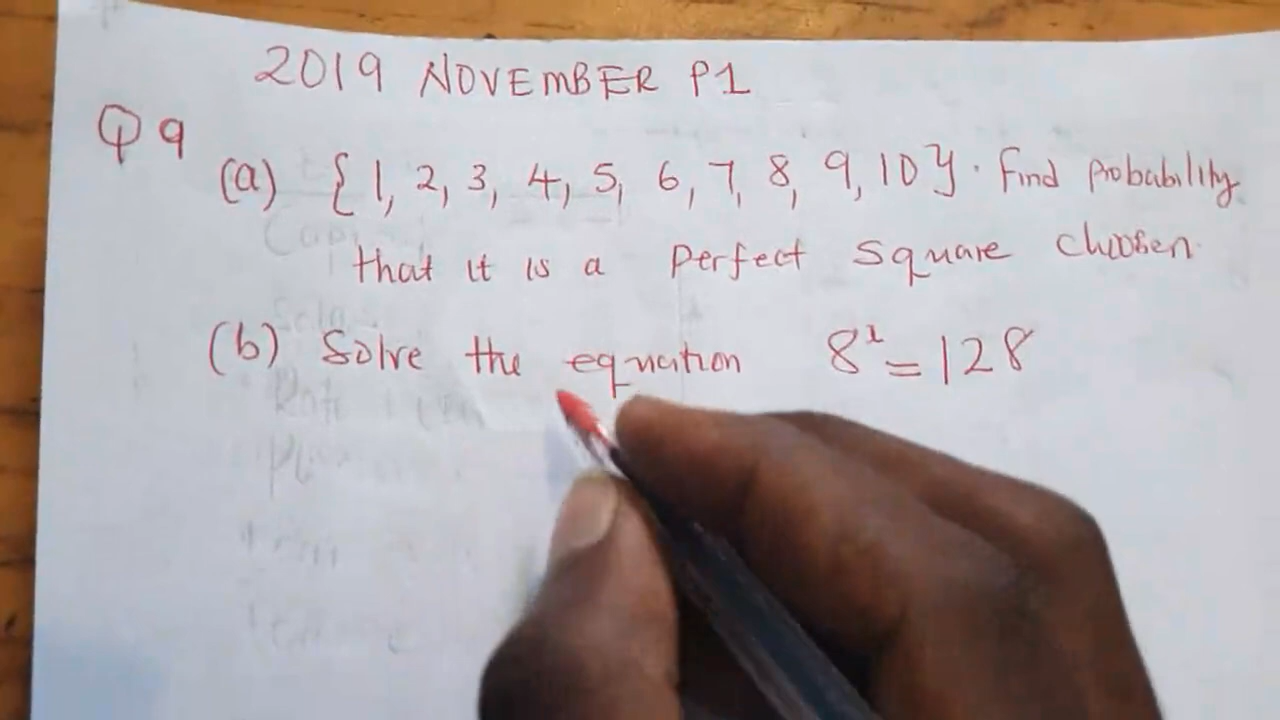 2019 NOVEMBER P1
Q9
(a) {1, 2, 3, 4, 5, 6, 7, 8, 9, 10}. Find probability
that it is a perfect square choosen.
(b) Solve the equation 8ˣ = 128